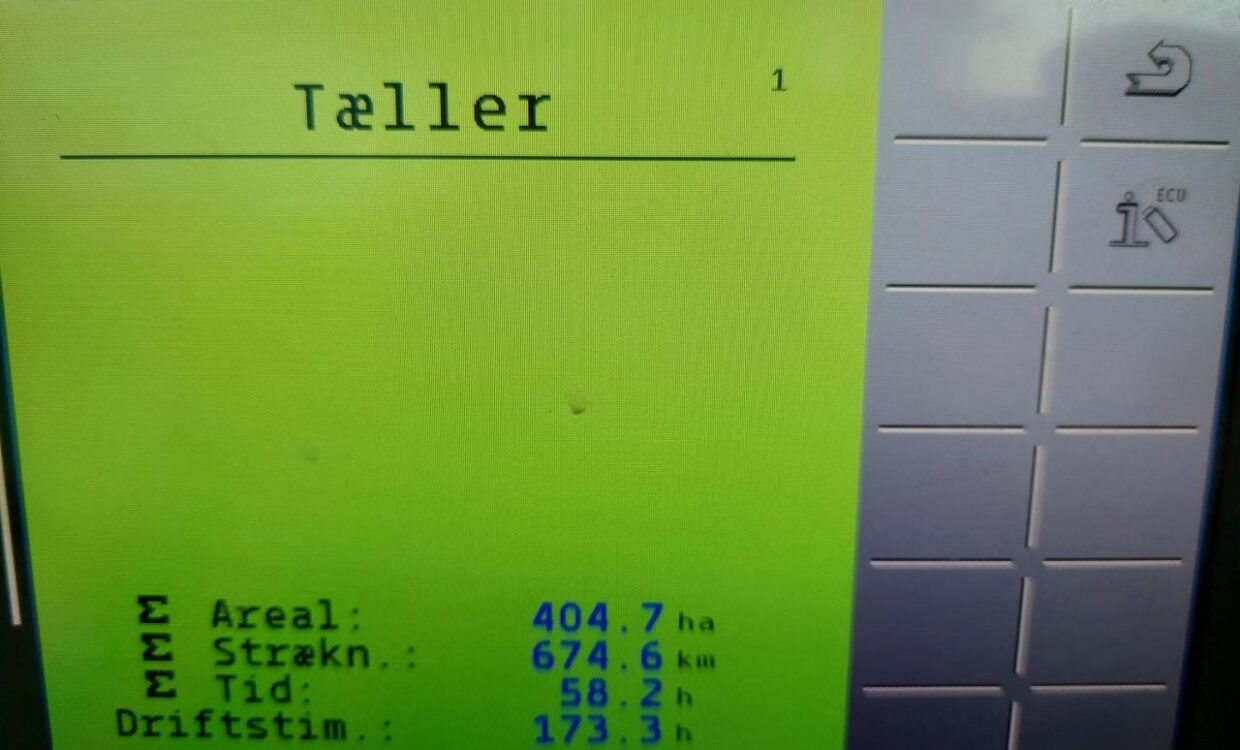 Tæller
1
ECU
Σ Areal: 404.7 ha
Σ Strækn.: 674.6 km
Σ Tid: 58.2 h
Driftstim.: 173.3 h